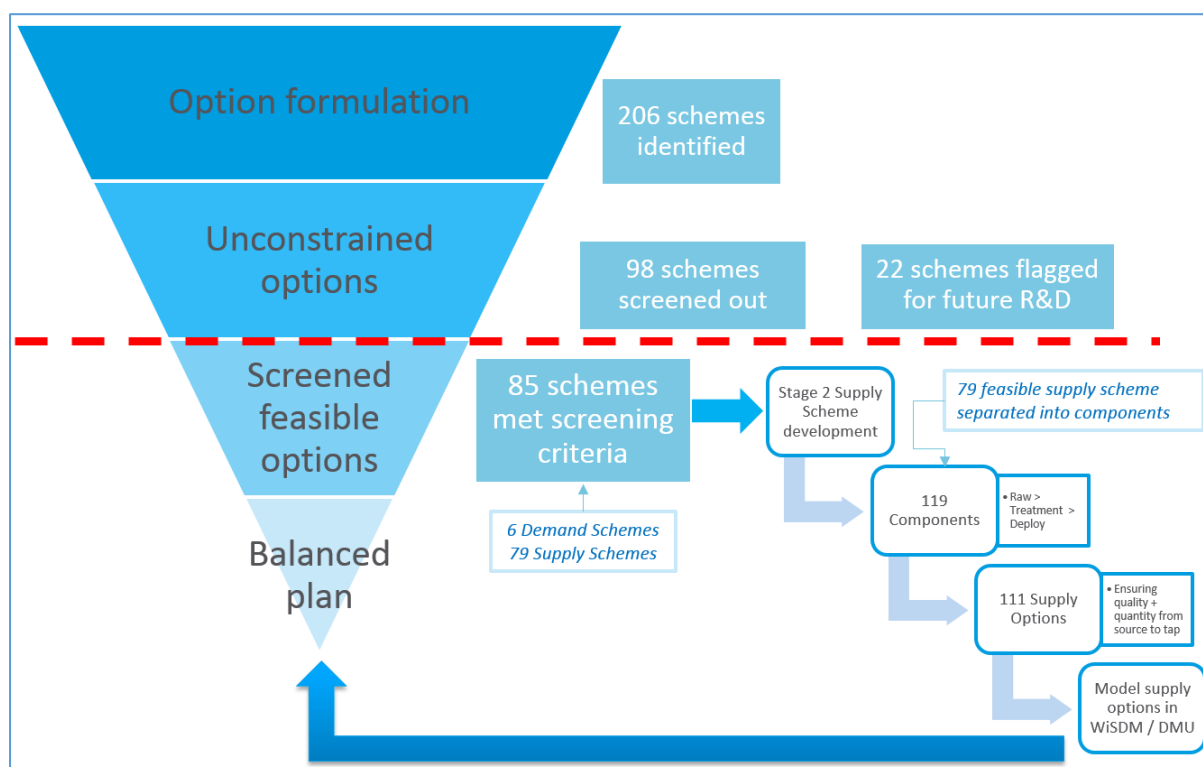 Option formulation
206 schemes
identified
Unconstrained
options
98 schemes
screened out
22 schemes flagged
for future R&D
Screened
feasible
options
85 schemes
met screening
criteria
Stage 2 Supply
Scheme
development
79 feasible supply scheme
separated into components
6 Demand Schemes
79 Supply Schemes
119
Components
• Raw >
Treatment >
Deploy
Balanced
plan
111 Supply
Options
• Ensuring
quality +
quantity from
source to tap
Model supply
options in
WiSDM / DMU